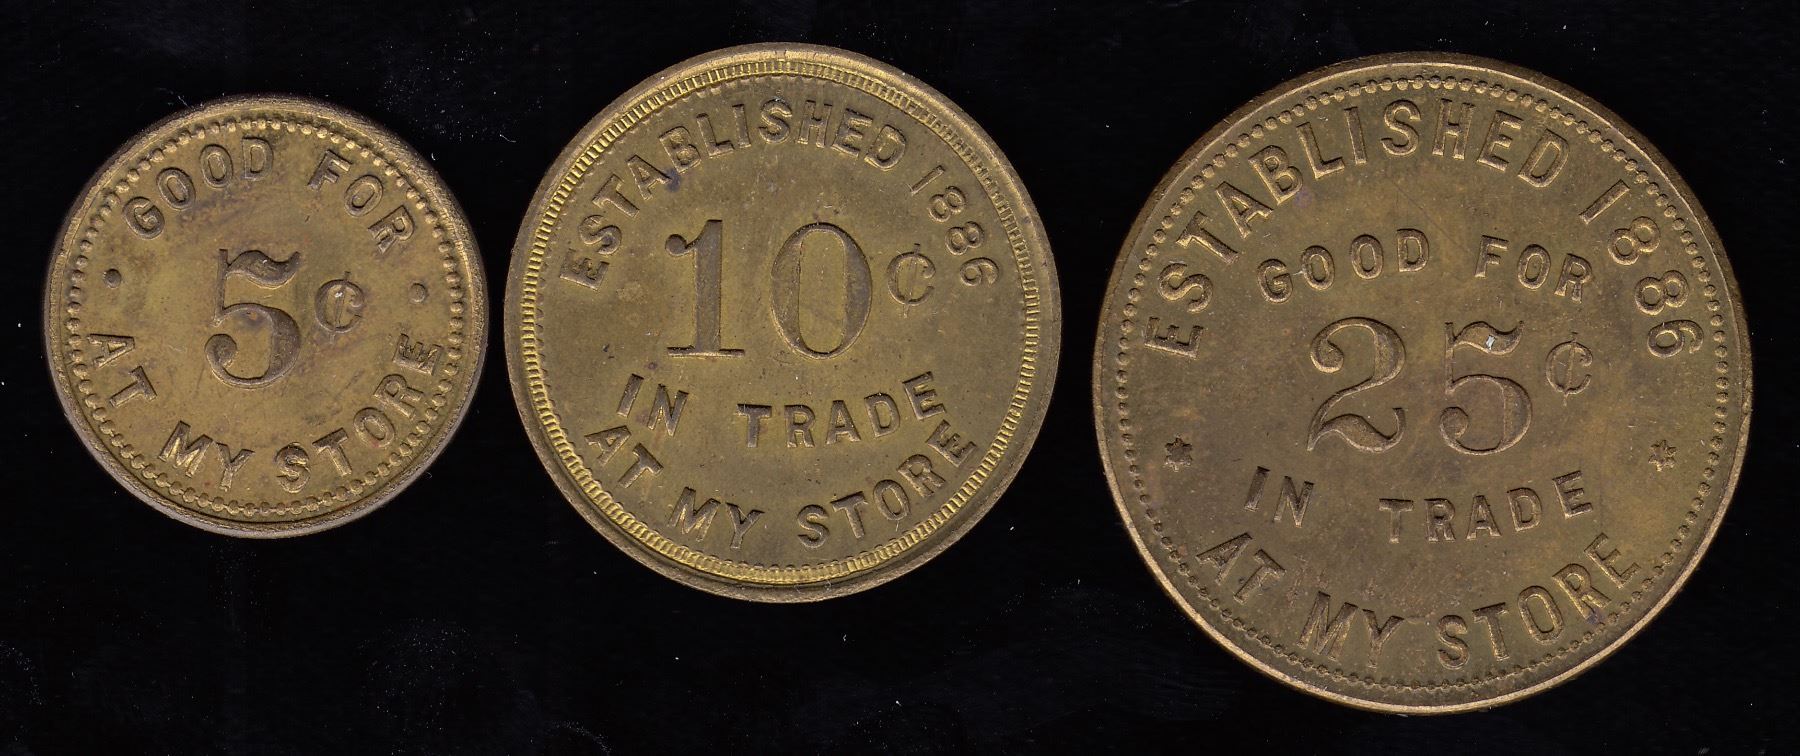 GOOD FOR
5¢
AT MY STORE
ESTABLISHED 1886
10¢
IN TRADE
AT MY STORE
ESTABLISHED 1886
GOOD FOR
25¢
IN TRADE
AT MY STORE